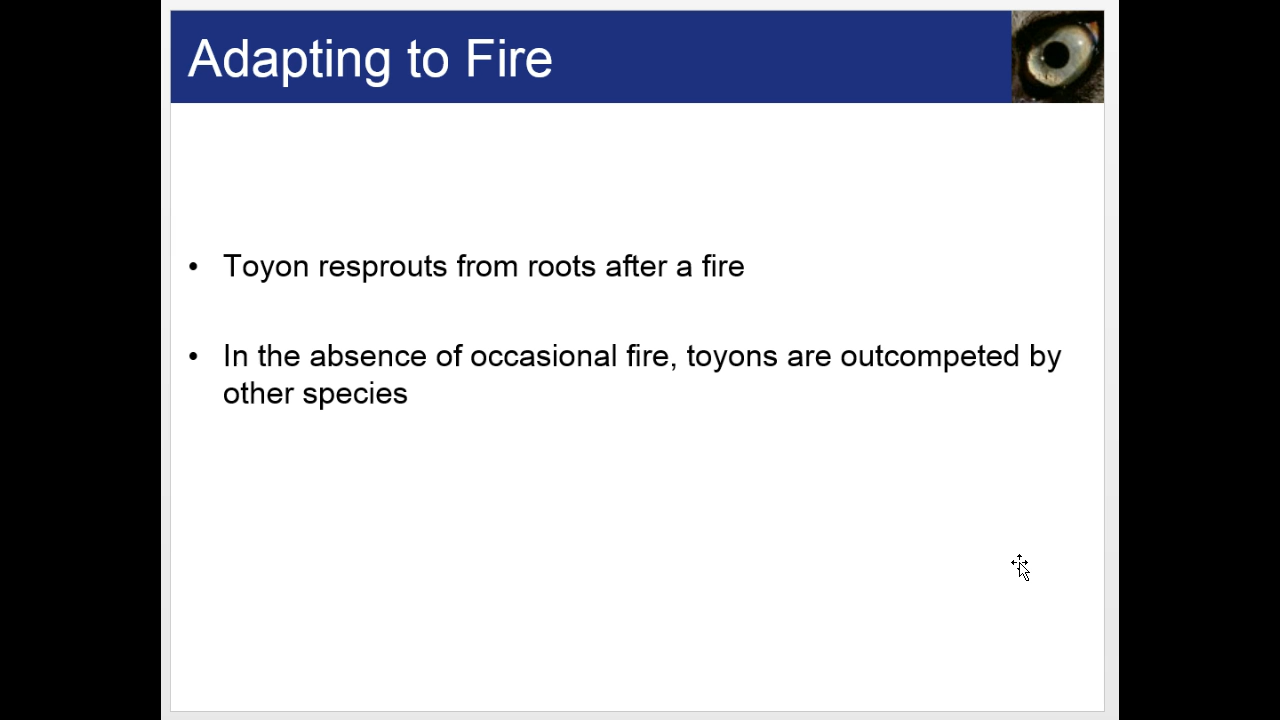 Adapting to Fire
• Toyon resprouts from roots after a fire
• In the absence of occasional fire, toyons are outcompeted by
other species